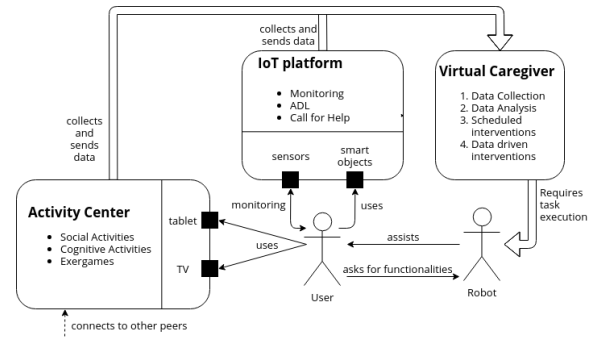 collects and
sends data
IoT platform
Monitoring
ADL
Call for Help
sensors
smart
objects
Virtual Caregiver
1. Data Collection
2. Data Analysis
3. Scheduled
interventions
4. Data driven
interventions
collects
and
sends
data
Activity Center
Social Activities
Cognitive Activities
Exergames
tablet
TV
monitoring
uses
uses
assists
asks for functionalities
User
Robot
Requires
task
execution
connects to other peers